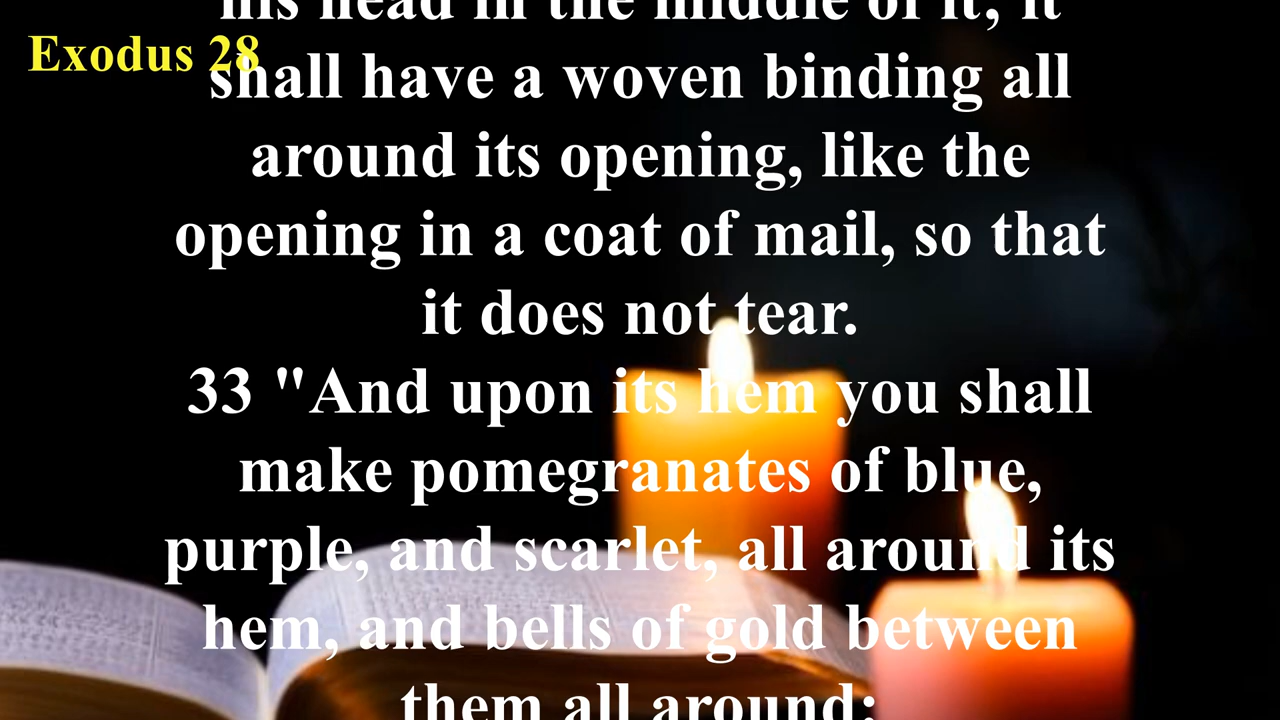 his head in the middle of it; it
Exodus 28
shall have a woven binding all
around its opening, like the
opening in a coat of mail, so that
it does not tear.
33 "And upon its hem you shall
make pomegranates of blue,
purple, and scarlet, all around its
hem, and bells of gold between
them all around: